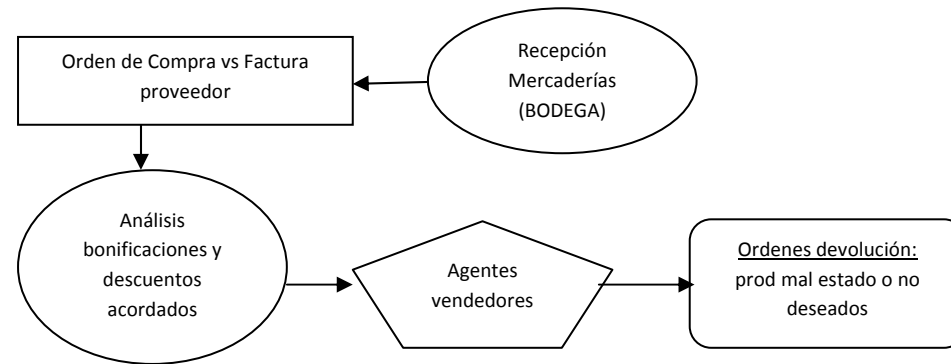 Orden de Compra vs Factura
proveedor
Recepción
Mercaderías
(BODEGA)
Análisis
bonificaciones y
descuentos
acordados
Agentes
vendedores
Ordenes devolución:
prod mal estado o no
deseados